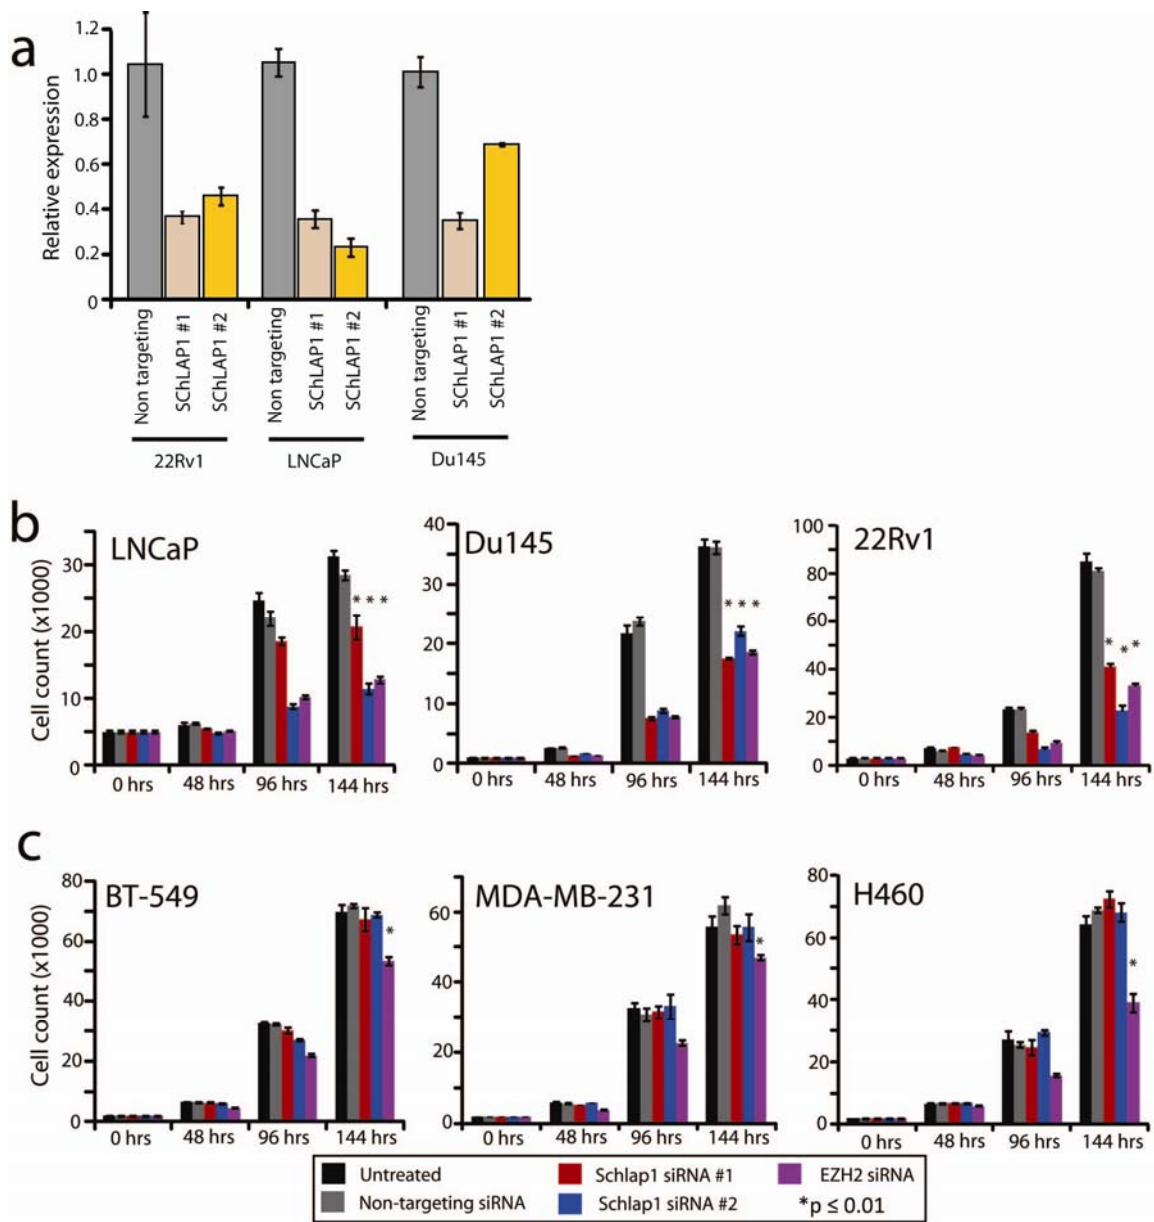 a
Relative expression
1.2
1.0
0.8
0.6
0.4
0.2
0
Non targeting
SChLAP1 #1
SChLAP1 #2
Non targeting
SChLAP1 #1
SChLAP1 #2
Non targeting
SChLAP1 #1
SChLAP1 #2
22Rv1
LNCaP
Du145
b
LNCaP
Cell count (x1000)
30
20
10
0
* * *
0 hrs 48 hrs 96 hrs 144 hrs
Du145
40
30
20
10
0
* * *
0 hrs 48 hrs 96 hrs 144 hrs
22Rv1
100
80
60
40
20
0
* * *
0 hrs 48 hrs 96 hrs 144 hrs
c
BT-549
Cell count (x1000)
80
60
40
20
0
*
0 hrs 48 hrs 96 hrs 144 hrs
MDA-MB-231
60
40
20
0
*
0 hrs 48 hrs 96 hrs 144 hrs
H460
80
60
40
20
0
*
0 hrs 48 hrs 96 hrs 144 hrs
Untreated
Schlap1 siRNA #1
EZH2 siRNA
Non-targeting siRNA
Schlap1 siRNA #2
*p ≤ 0.01